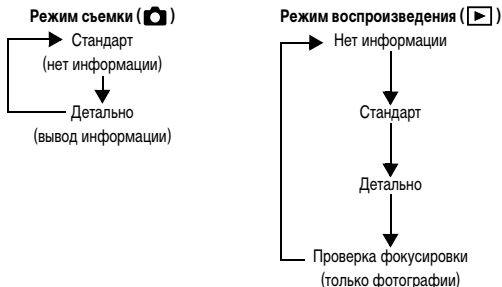 Режим съемки ( )
Стандарт
(нет информации)
Детально
(вывод информации)
Режим воспроизведения ( )
Нет информации
Стандарт
Детально
Проверка фокусировки
(только фотографии)